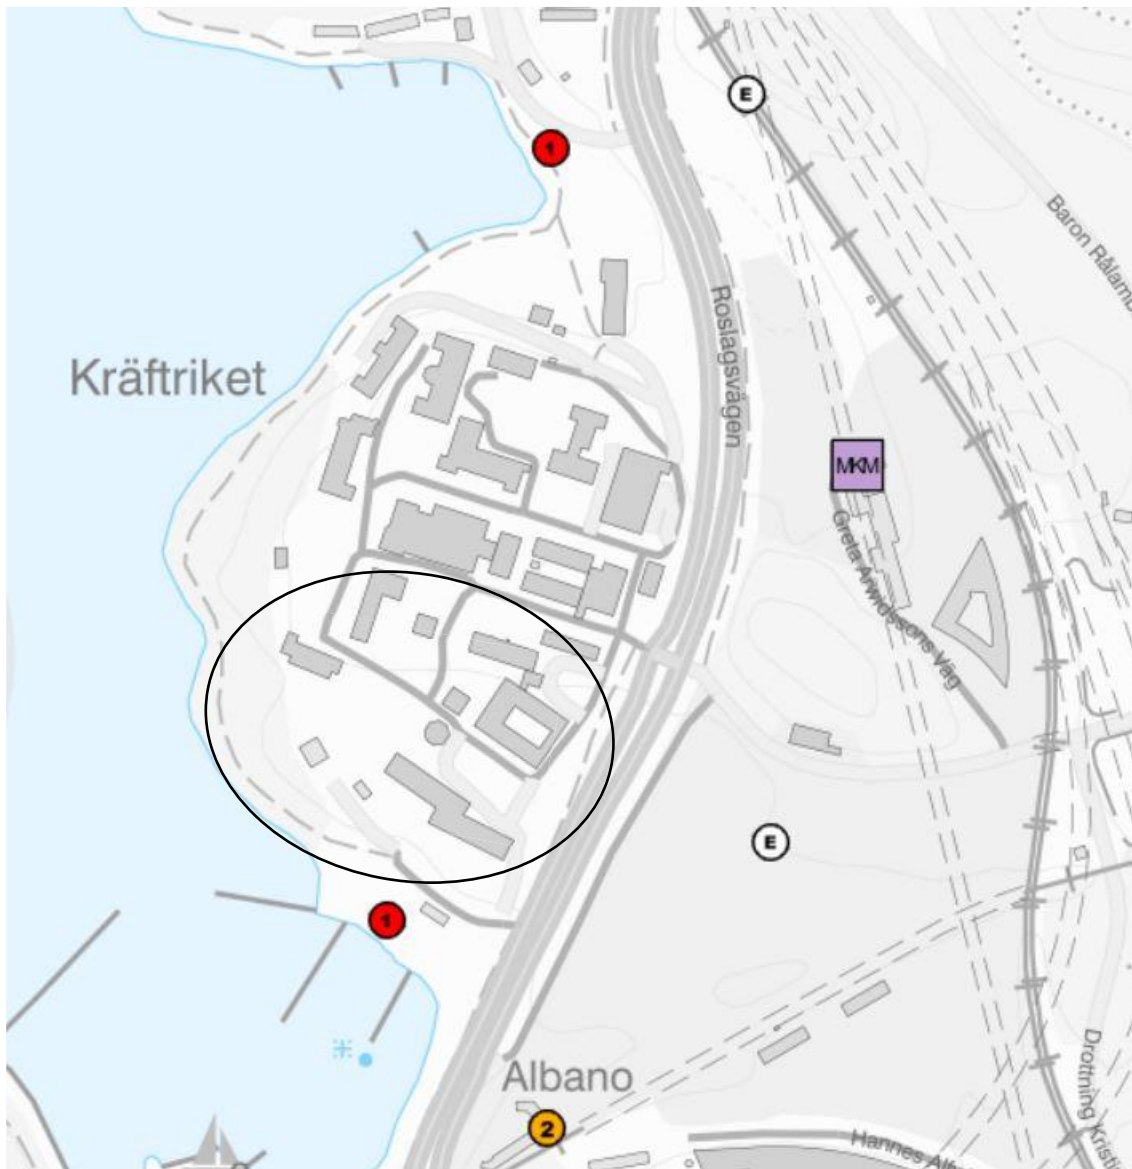 E
1
Baron Rålamb
Roslagsvägen
Kräftriket
MKM
Greta Arwidssons Väg
E
1
Albano
2
Drottning Kristi
Hannes Alf